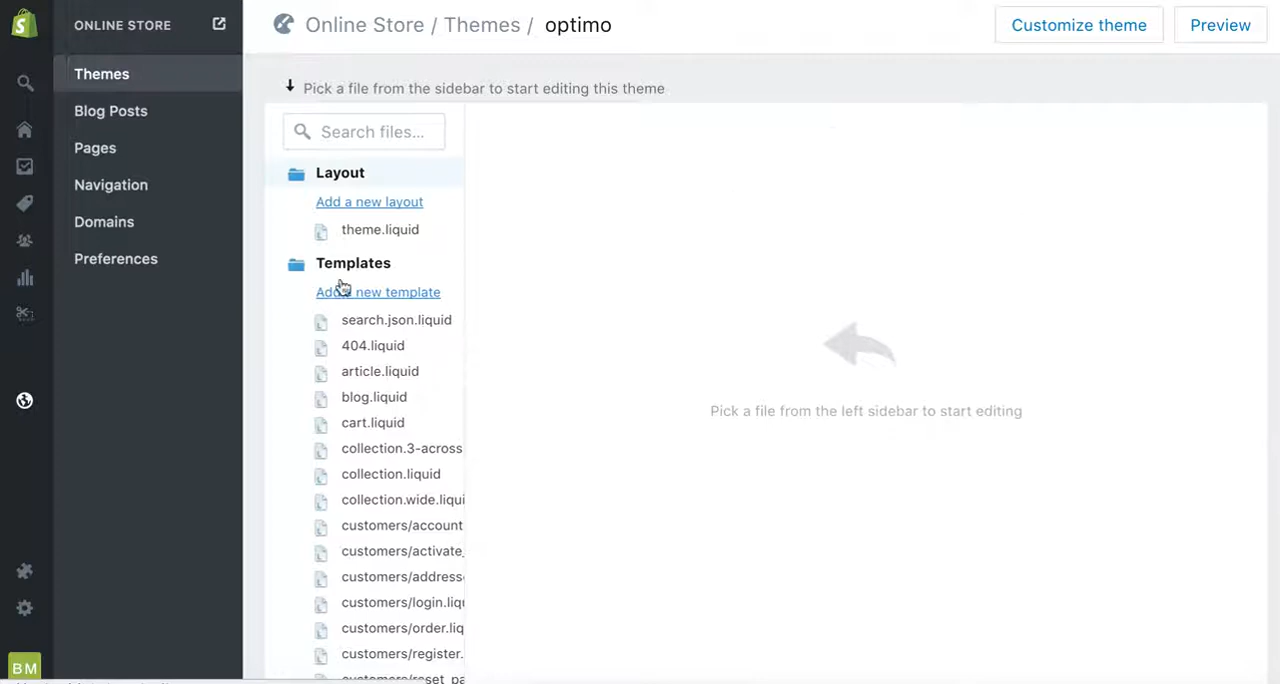 ONLINE STORE
Themes
Blog Posts
Pages
Navigation
Domains
Preferences
BM
Online Store / Themes / optimo
Customize theme
Preview
Pick a file from the sidebar to start editing this theme
Search files...
Layout
Add a new layout
theme.liquid
Templates
Add new template
search.json.liquid
404.liquid
article.liquid
blog.liquid
cart.liquid
collection.3-across
collection.liquid
collection.wide.liqui
customers/account
customers/activate_
customers/address
customers/login.liq
customers/order.liq
customers/register.
customers/reset_pa
Pick a file from the left sidebar to start editing